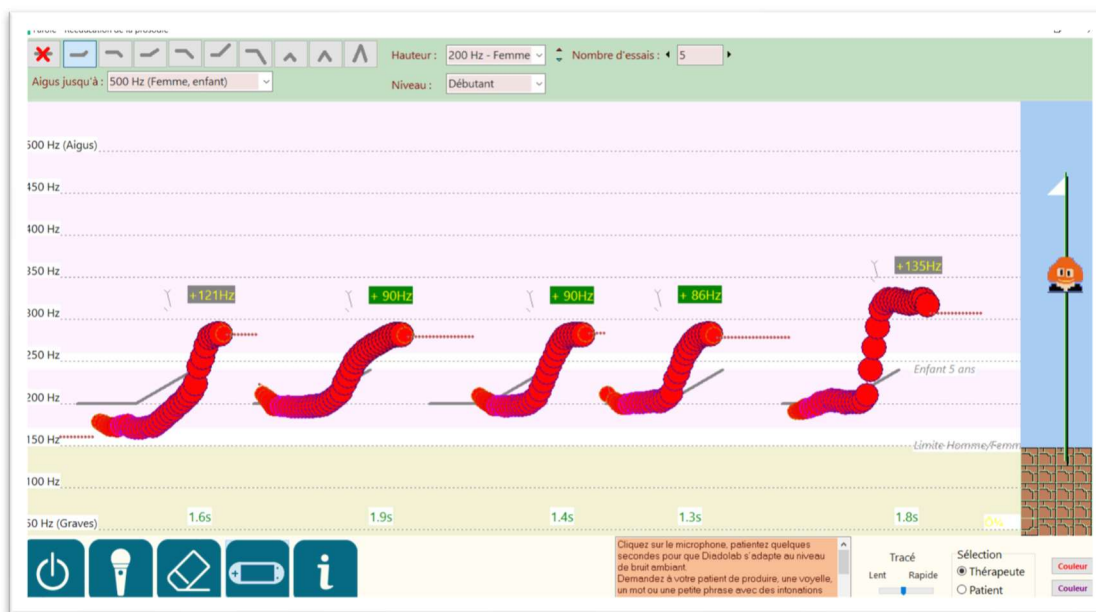 Parole - Rééducation de la prosodie
Hauteur : 200 Hz - Femme Nombre d'essais : 5
Aigus jusqu'à : 500 Hz (Femme, enfant) Niveau : Débutant
500 Hz (Aigus)
450 Hz
400 Hz
350 Hz
+121Hz + 90Hz + 90Hz + 86Hz +135Hz
300 Hz
250 Hz
Enfant 5 ans
200 Hz
150 Hz
Limite Homme/Femm
100 Hz
1.6s 1.9s 1.4s 1.3s 1.8s
50 Hz (Graves)
Cliquez sur le microphone, patientez quelques
secondes pour que Diadolab s'adapte au niveau
de bruit ambiant.
Demandez à votre patient de produire, une voyelle,
un mot ou une petite phrase avec des intonations
Tracé
Lent Rapide
Sélection
Thérapeute
Patient
Couleur
Couleur